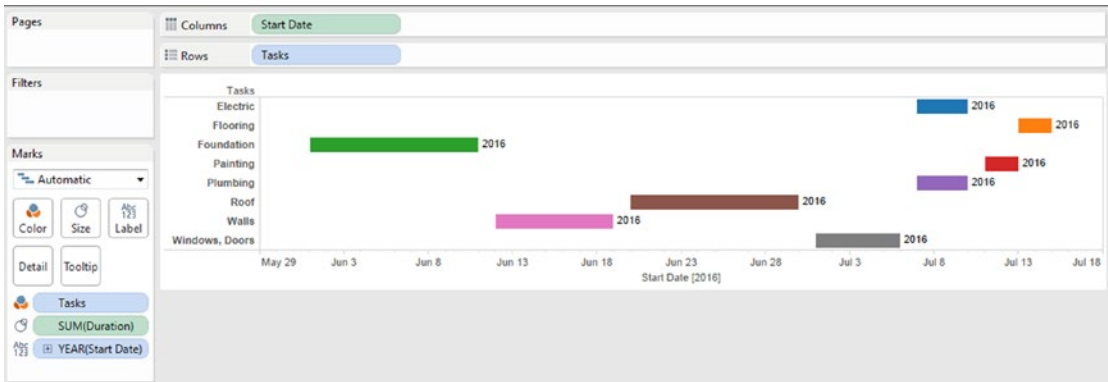 Pages
Columns
Start Date
Rows
Tasks
Filters
Tasks
Electric
2016
Flooring
2016
Foundation
2016
Painting
2016
Plumbing
2016
Roof
2016
Walls
2016
Windows, Doors
2016
May 29 Jun 3 Jun 8 Jun 13 Jun 18 Jun 23 Jun 28 Jul 3 Jul 8 Jul 13 Jul 18
Start Date [2016]
Marks
Automatic
Abc
123
Color Size Label
Detail Tooltip
Tasks
SUM(Duration)
Abc
123
YEAR(Start Date)